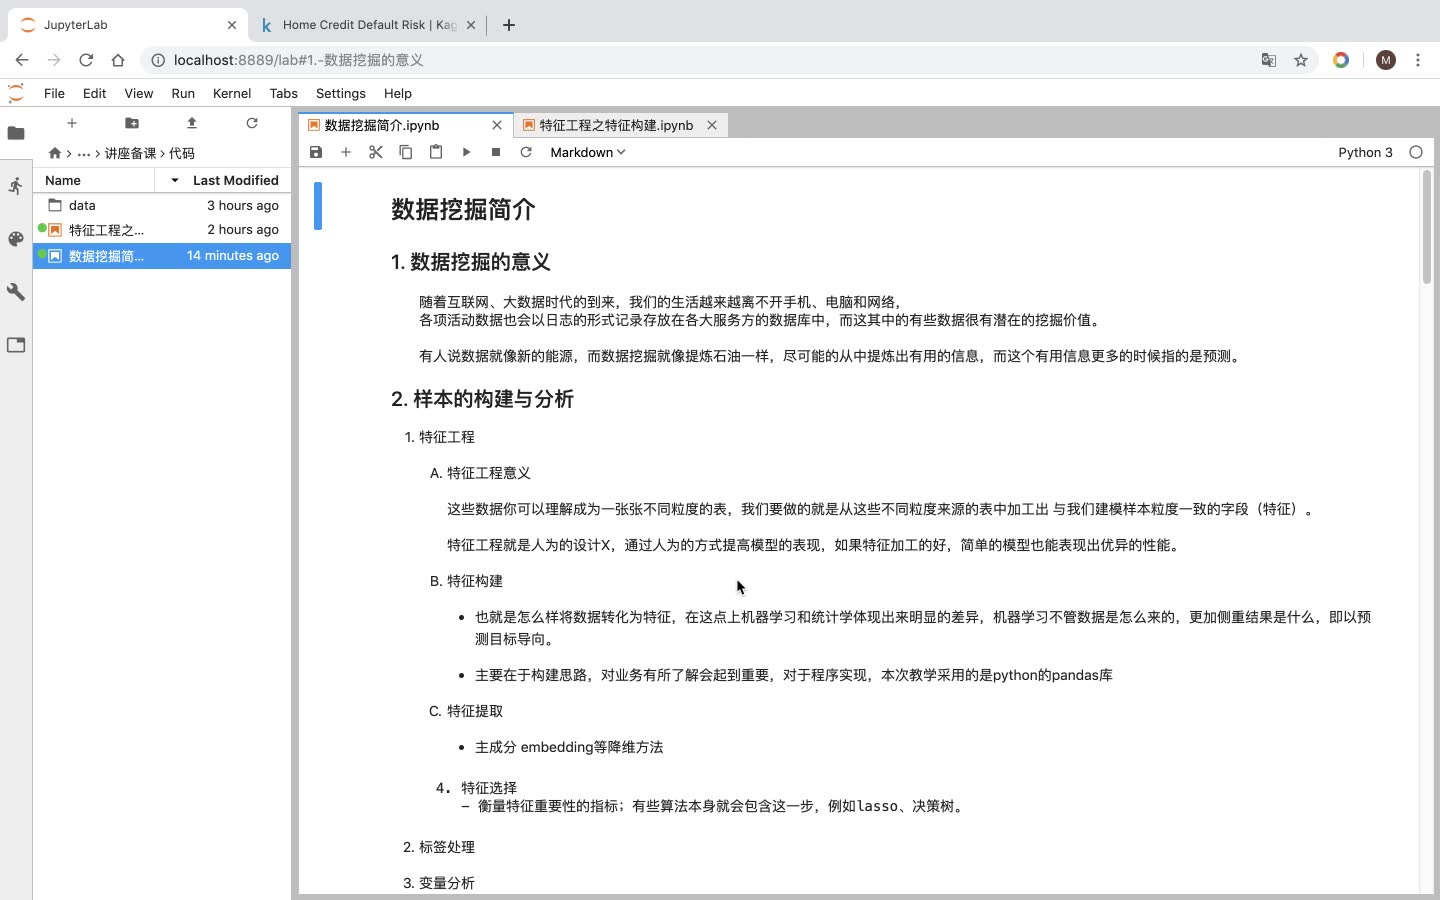 JupyterLab
Home Credit Default Risk | Kag
localhost:8889/lab#1.-数据挖掘的意义
M
File Edit View Run Kernel Tabs Settings Help
数据挖掘简介.ipynb
特征工程之特征构建.ipynb
… 讲座备课 代码
Markdown
Python 3
Name Last Modified
data 3 hours ago
特征工程之... 2 hours ago
数据挖掘简... 14 minutes ago
数据挖掘简介
1. 数据挖掘的意义
随着互联网、大数据时代的到来，我们的生活越来越离不开手机、电脑和网络，
各项活动数据也会以日志的形式记录存放在各大服务方的数据库中，而这其中的有些数据很有潜在的挖掘价值。
有人说数据就像新的能源，而数据挖掘就像提炼石油一样，尽可能的从中提炼出有用的信息，而这个有用信息更多的时候指的是预测。
2. 样本的构建与分析
1. 特征工程
A. 特征工程意义
这些数据你可以理解成为一张张不同粒度的表，我们要做的就是从这些不同粒度来源的表中加工出 与我们建模样本粒度一致的字段（特征）。
特征工程就是人为的设计X，通过人为的方式提高模型的表现，如果特征加工的好，简单的模型也能表现出优异的性能。
B. 特征构建
• 也就是怎么样将数据转化为特征，在这点上机器学习和统计学体现出来明显的差异，机器学习不管数据是怎么来的，更加侧重结果是什么，即以预
测目标导向。
• 主要在于构建思路，对业务有所了解会起到重要，对于程序实现，本次教学采用的是python的pandas库
C. 特征提取
• 主成分 embedding等降维方法
4. 特征选择
– 衡量特征重要性的指标；有些算法本身就会包含这一步，例如lasso、决策树。
2. 标签处理
3. 变量分析